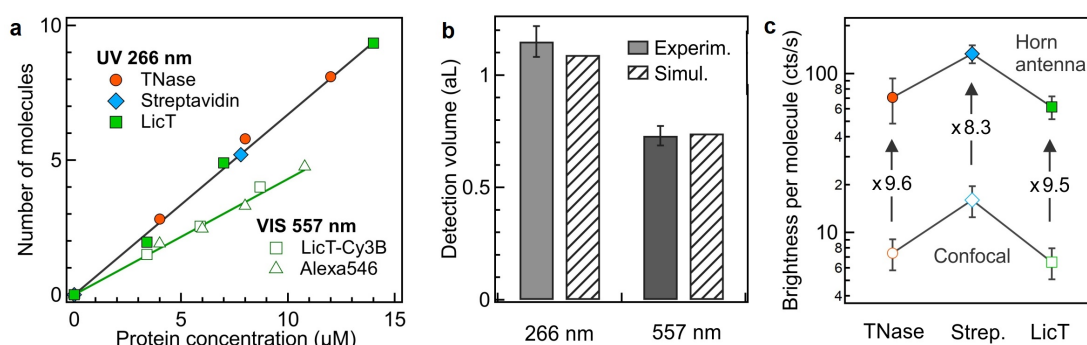 a
10
5
0
Number of molecules
UV 266 nm
TNase
Streptavidin
LicT
VIS 557 nm
LicT-Cy3B
Alexa546
0
5
10
15
Protein concentration (µM)
b
1
0.5
0
Detection volume (aL)
Experim.
Simul.
266 nm
557 nm
c
Brightness per molecule (cts/s)
100
8
6
4
2
10
8
6
4
Horn
antenna
x9.6
x8.3
x9.5
Confocal
TNase
Strep.
LicT